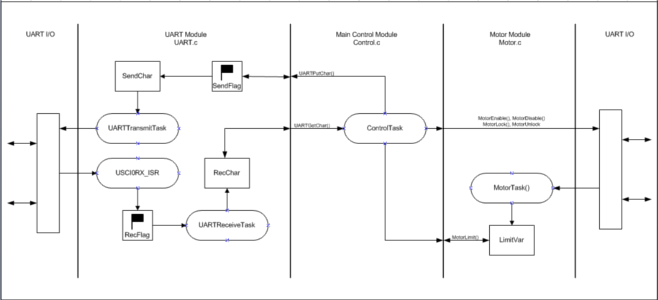 UART I/O
UART Module
UART.c
Main Control Module
Control.c
Motor Module
Motor.c
UART I/O
SendChar
SendFlag
UARTPutChar()
UARTTransmitTask
UARTGetChar()
ControlTask
MotorEnable(), MotorDisable()
MotorLock(), MotorUnlock
USCI0RX_ISR
RecChar
MotorTask()
RecFlag
UARTReceiveTask
MotorLimit()
LimitVar